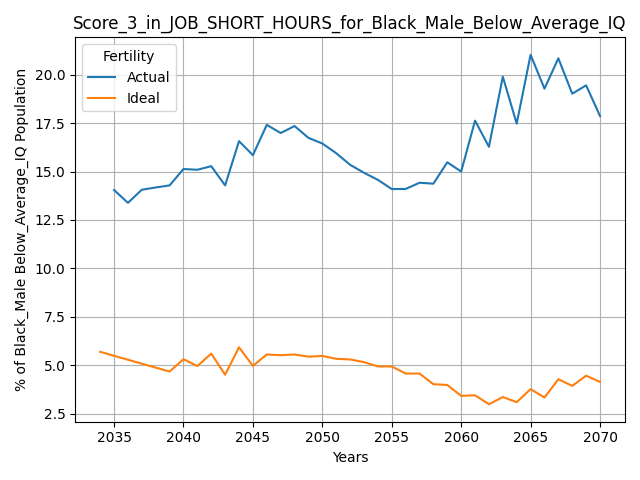 Score_3_in_JOB_SHORT_HOURS_for_Black_Male_Below_Average_IQ
Fertility
Actual
Ideal
% of Black_Male Below_Average_IQ Population
20.0
17.5
15.0
12.5
10.0
7.5
5.0
2.5
2035
2040
2045
2050
2055
2060
2065
2070
Years